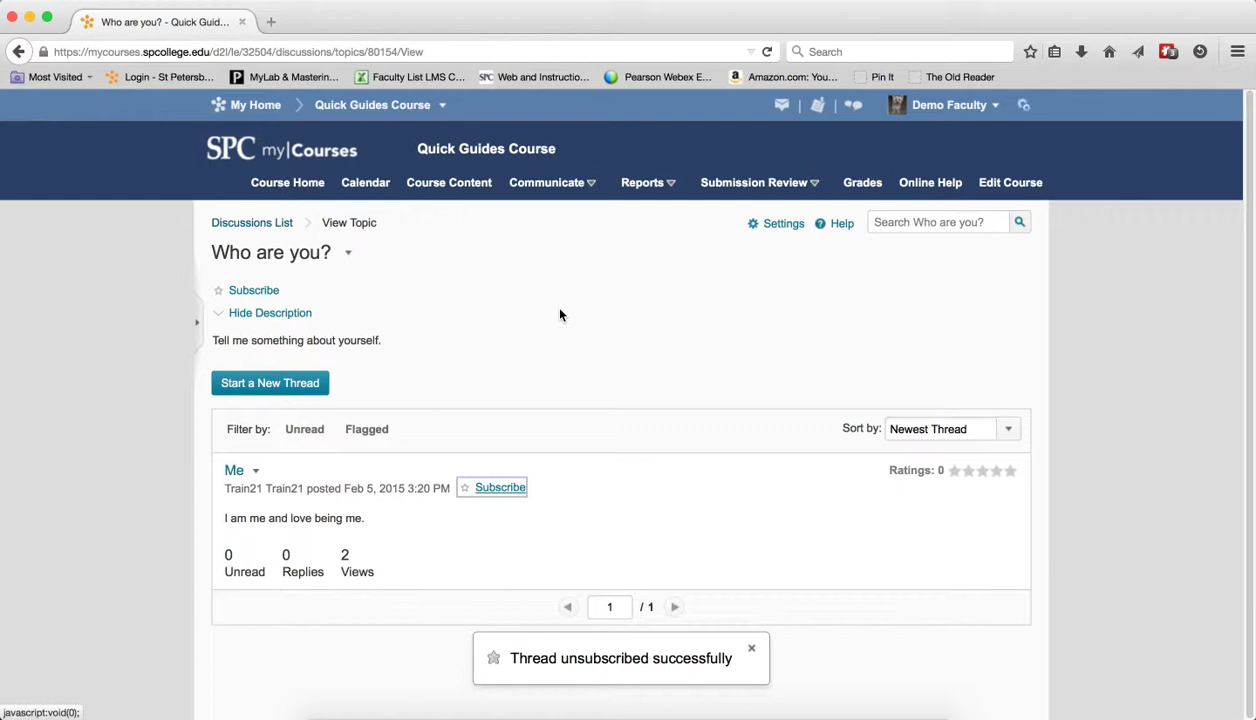 Who are you? - Quick Guid...
https://mycourses.spcollege.edu/d2l/le/32504/discussions/topics/80154/View
Search
Most Visited
Login - St Petersb...
MyLab & Mastering...
Faculty List LMS C...
SPC Web and Instructio...
Pearson Webex E...
Amazon.com: You...
Pin It
The Old Reader
My Home
Quick Guides Course
Demo Faculty
SPC my|Courses
Quick Guides Course
Course Home
Calendar
Course Content
Communicate
Reports
Submission Review
Grades
Online Help
Edit Course
Discussions List
View Topic
Settings
Help
Search Who are you?
Who are you?
Subscribe
Hide Description
Tell me something about yourself.
Start a New Thread
Filter by: Unread Flagged
Sort by: Newest Thread
Me
Ratings: 0
Train21 Train21 posted Feb 5, 2015 3:20 PM Subscribe
I am me and love being me.
0 0 2
Unread Replies Views
1 / 1
Thread unsubscribed successfully
javascript:void(0);